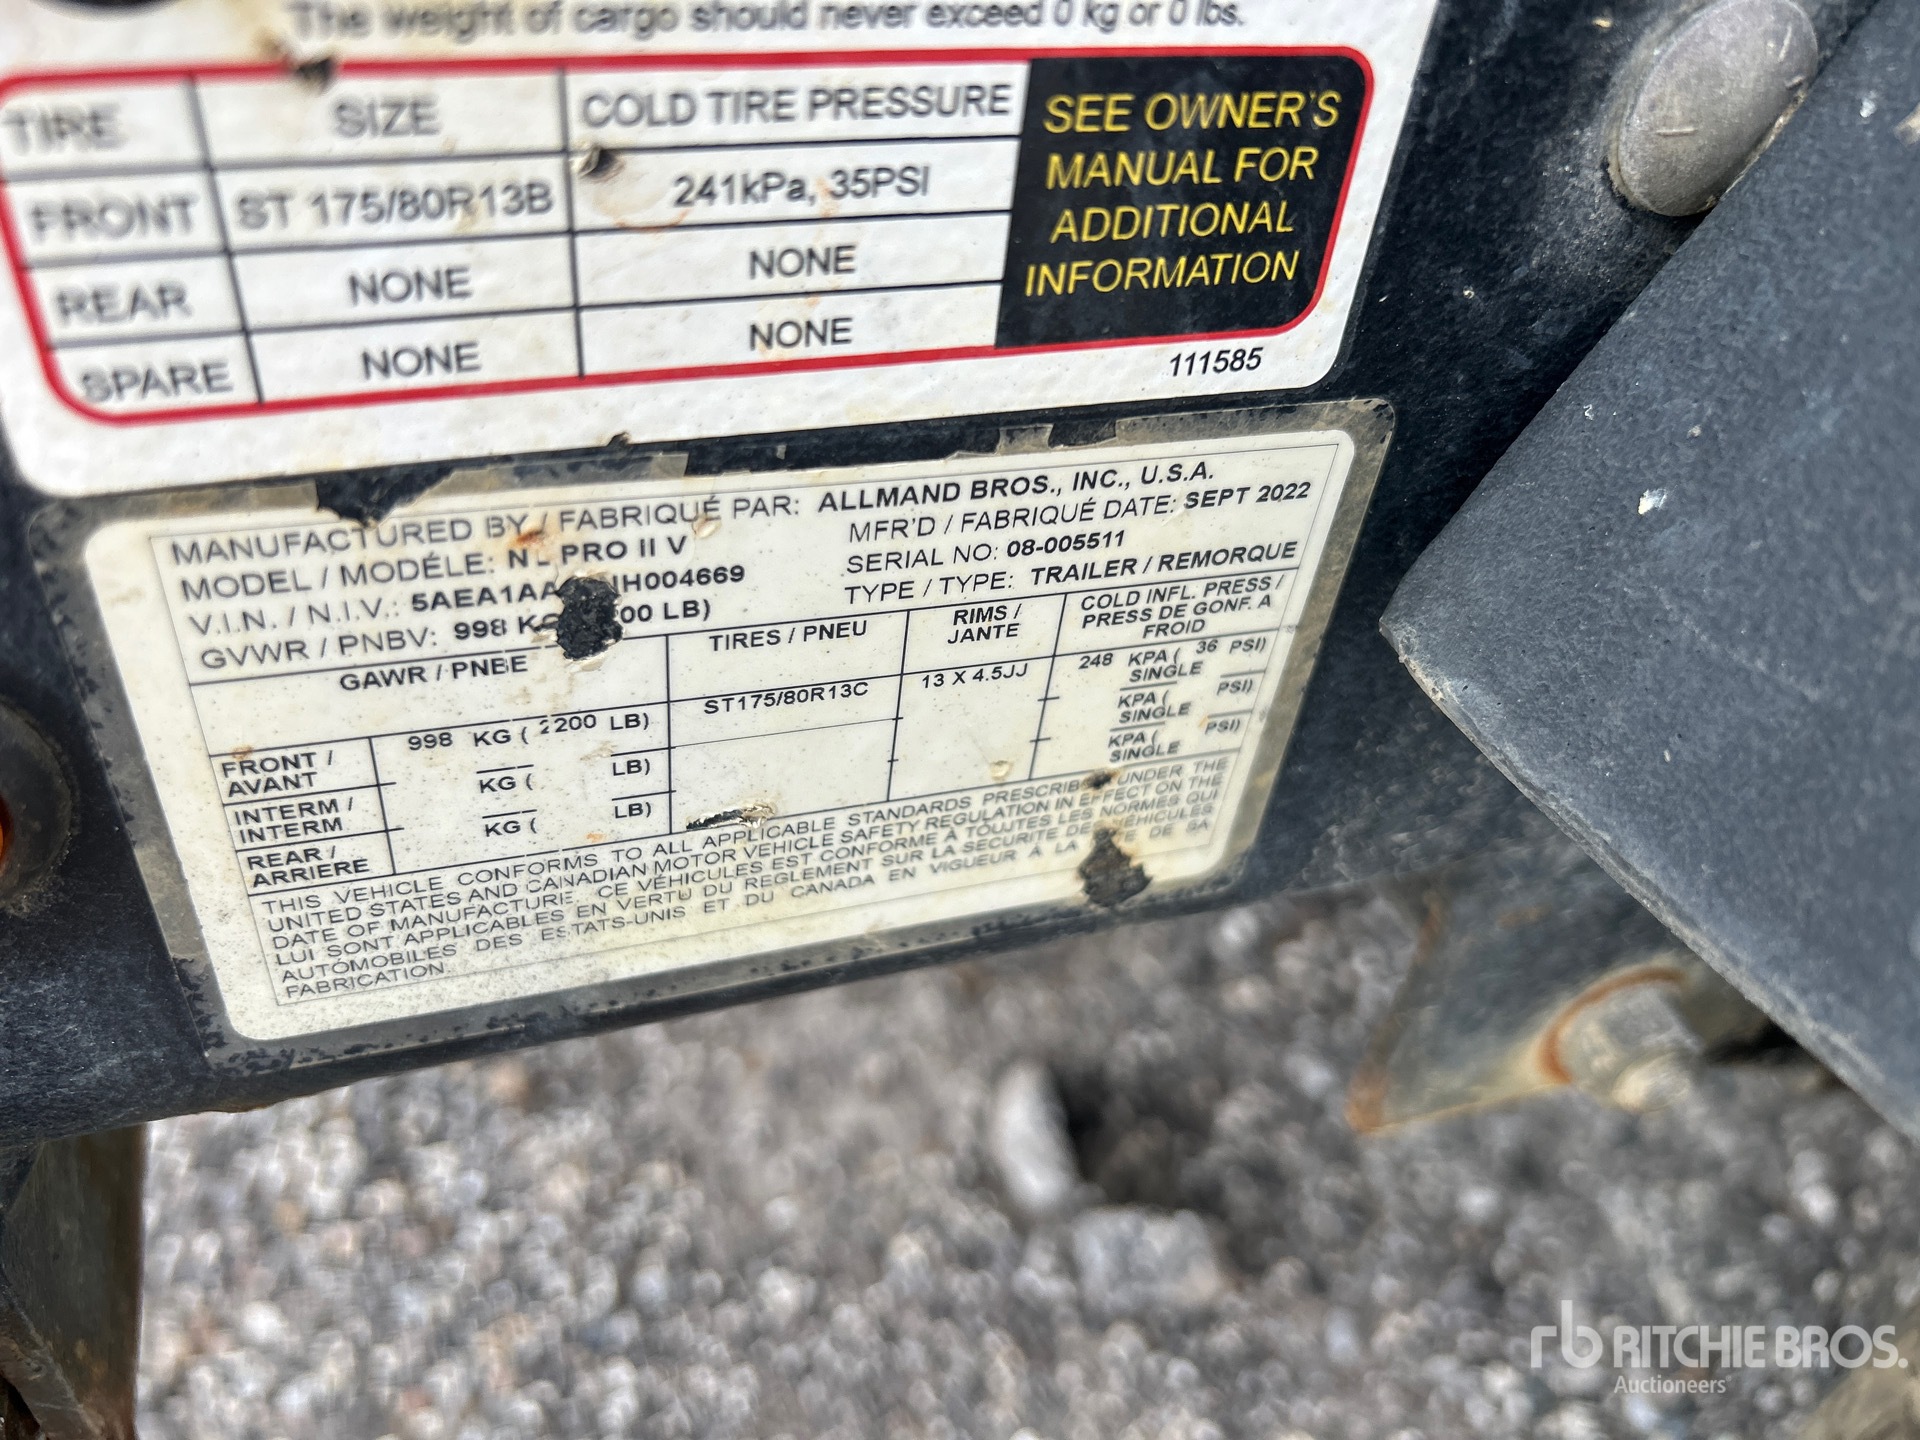 The weight of cargo should never exceed 0 kg or 0 lbs.
TIRE SIZE COLD TIRE PRESSURE
FRONT ST 175/80R13B 241kPa, 35PSI
REAR NONE NONE
SPARE NONE NONE
SEE OWNER'S
MANUAL FOR
ADDITIONAL
INFORMATION
111585
MANUFACTURED BY / FABRIQUÉ PAR: ALLMAND BROS., INC., U.S.A.
MODEL / MODÉLE: PRO II V
MFR'D / FABRIQUÉ DATE: SEPT 2022
V.I.N. / N.I.V.:
SERIAL NO: 08-005511
GVWR / PNBV: 998 LB)
TYPE / TYPE: TRAILER / REMORQUE
GAWR / PNBE TIRES / PNEU RIMS /
JANTE
COLD INFL. PRESS /
PRESS DE GONF. A
FROID
FRONT /
AVANT
998 KG ( 2200 LB) ST175/80R13C 13 X 4.5JJ 248 KPA ( 36 PSI)
SINGLE
INTERM /
INTERM
KG ( LB) KPA ( PSI)
SINGLE
REAR /
ARRIERE
KG ( LB) KPA ( PSI)
SINGLE
THIS VEHICLE CONFORMS TO ALL APPLICABLE STANDARDS PRESCRIBED UNDER THE
UNITED STATES AND CANADIAN MOTOR VEHICLE SAFETY REGULATION IN EFFECT ON THE
DATE OF MANUFACTURE. CE VÉHICULES EST CONFORME À TOUTES LES NORMES QUI
LUI SONT APPLICABLES EN VERTU DU REGLEMENT SUR LA SECURITE DES VÉHICULES
AUTOMOBILES DES ESTATS-UNIS ET DU CANADA EN VIGUEUR À LA DE SA
FABRICATION
rb RITCHIE BROS.
Auctioneers